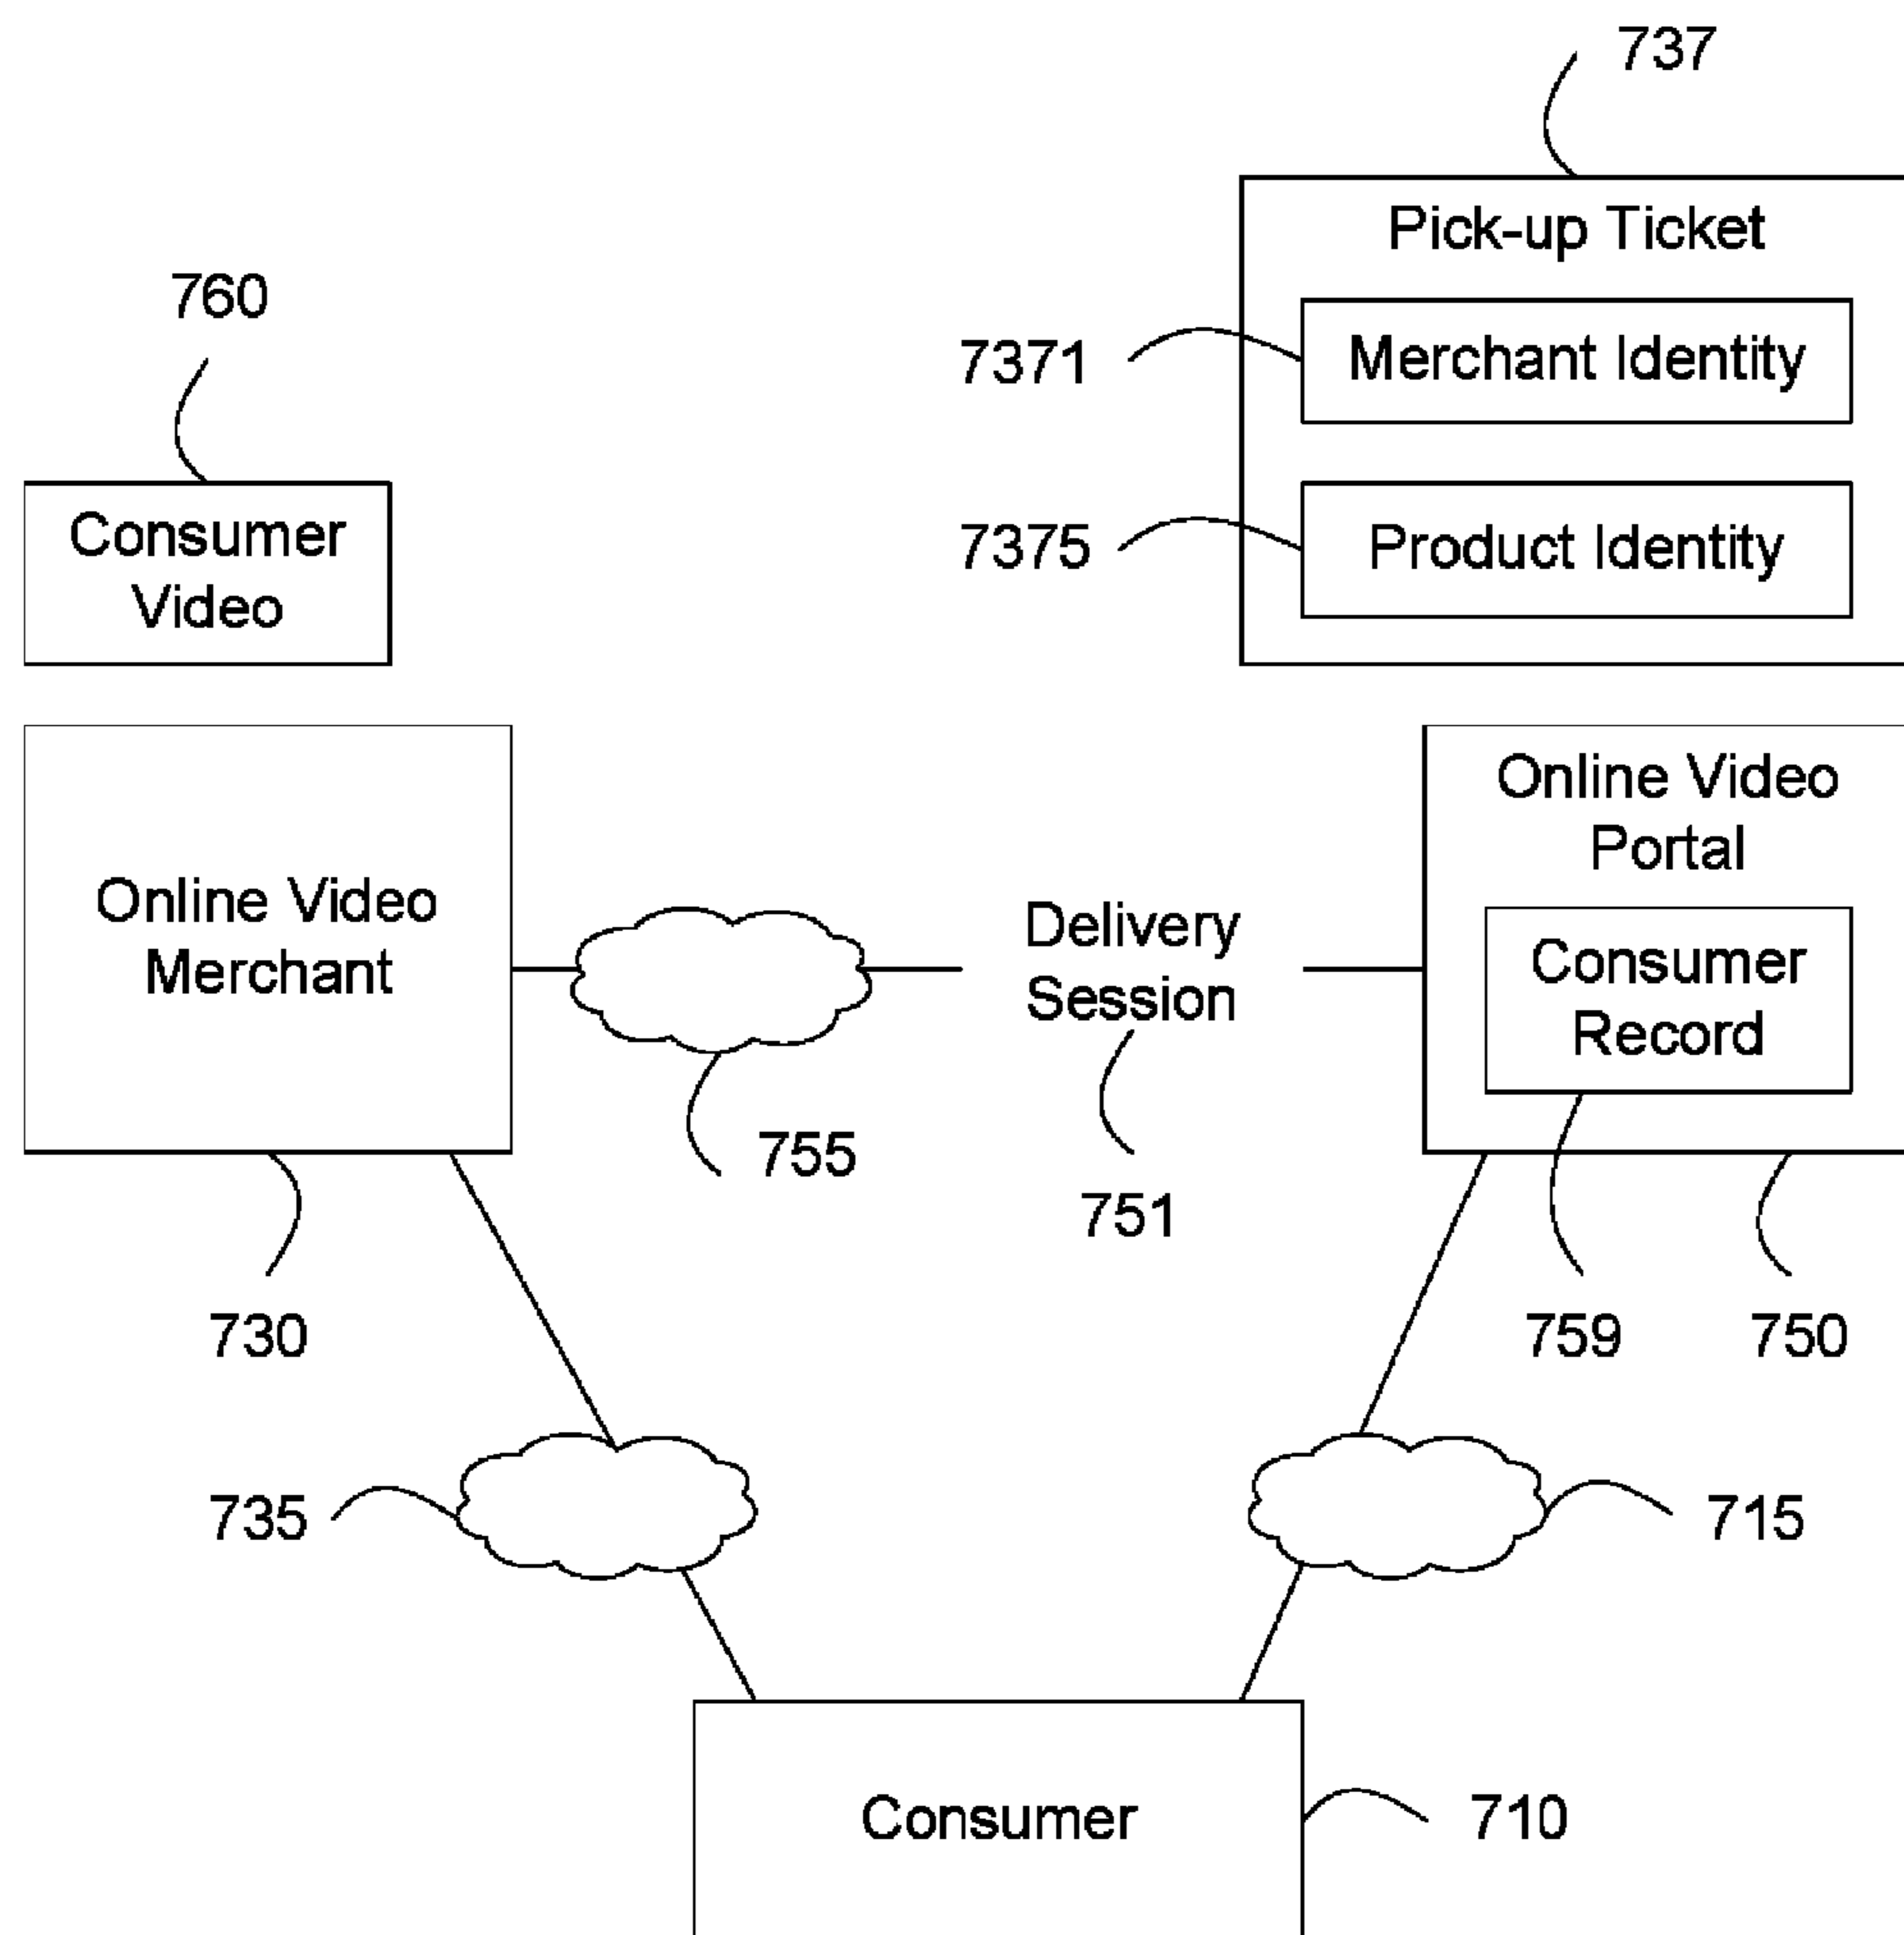 737
Pick-up Ticket
760
7371
Merchant Identity
Consumer
Video
7375
Product Identity
Online Video
Merchant
Delivery
Session
Online Video
Portal
Consumer
Record
755
751
730
759
750
735
715
Consumer
710